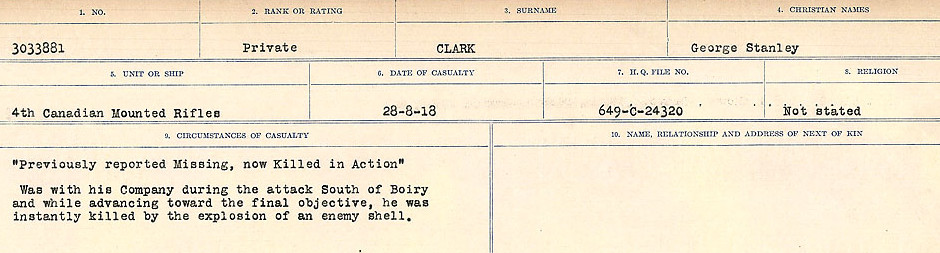 1. NO. 2. RANK OR RATING 3. SURNAME 4. CHRISTIAN NAMES
3033881 Private CLARK George Stanley
5. UNIT OR SHIP 6. DATE OF CASUALTY 7. H. Q. FILE NO. 8. RELIGION
4th Canadian Mounted Rifles 28-8-18 649-C-24320 Not stated
9. CIRCUMSTANCES OF CASUALTY 10. NAME, RELATIONSHIP AND ADDRESS OF NEXT OF KIN
"Previously reported Missing, now Killed in Action"
Was with his Company during the attack South of Boiry
and while advancing toward the final objective, he was
instantly killed by the explosion of an enemy shell.